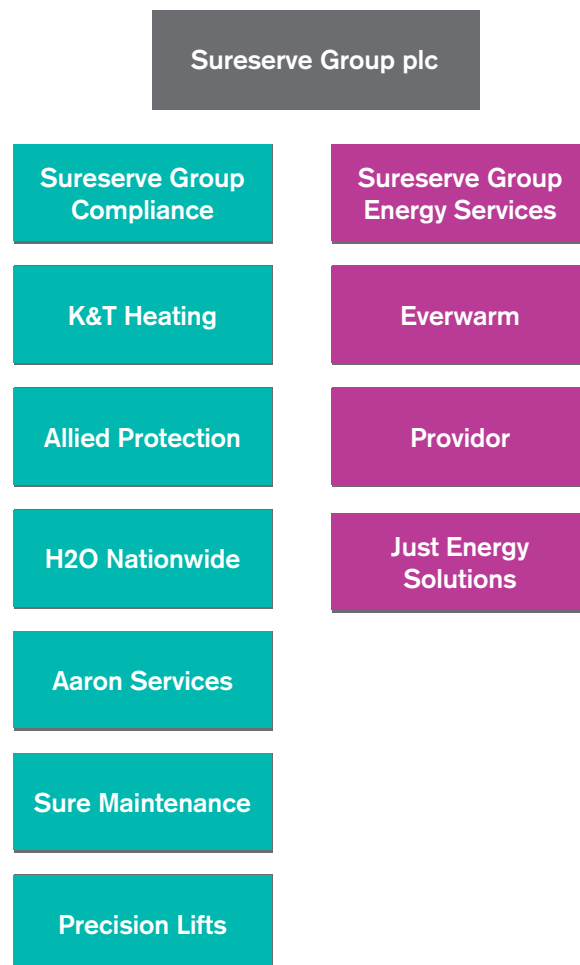 Sureserve Group plc
Sureserve Group
Compliance
K&T Heating
Allied Protection
H2O Nationwide
Aaron Services
Sure Maintenance
Precision Lifts
Sureserve Group
Energy Services
Everwarm
Providor
Just Energy
Solutions